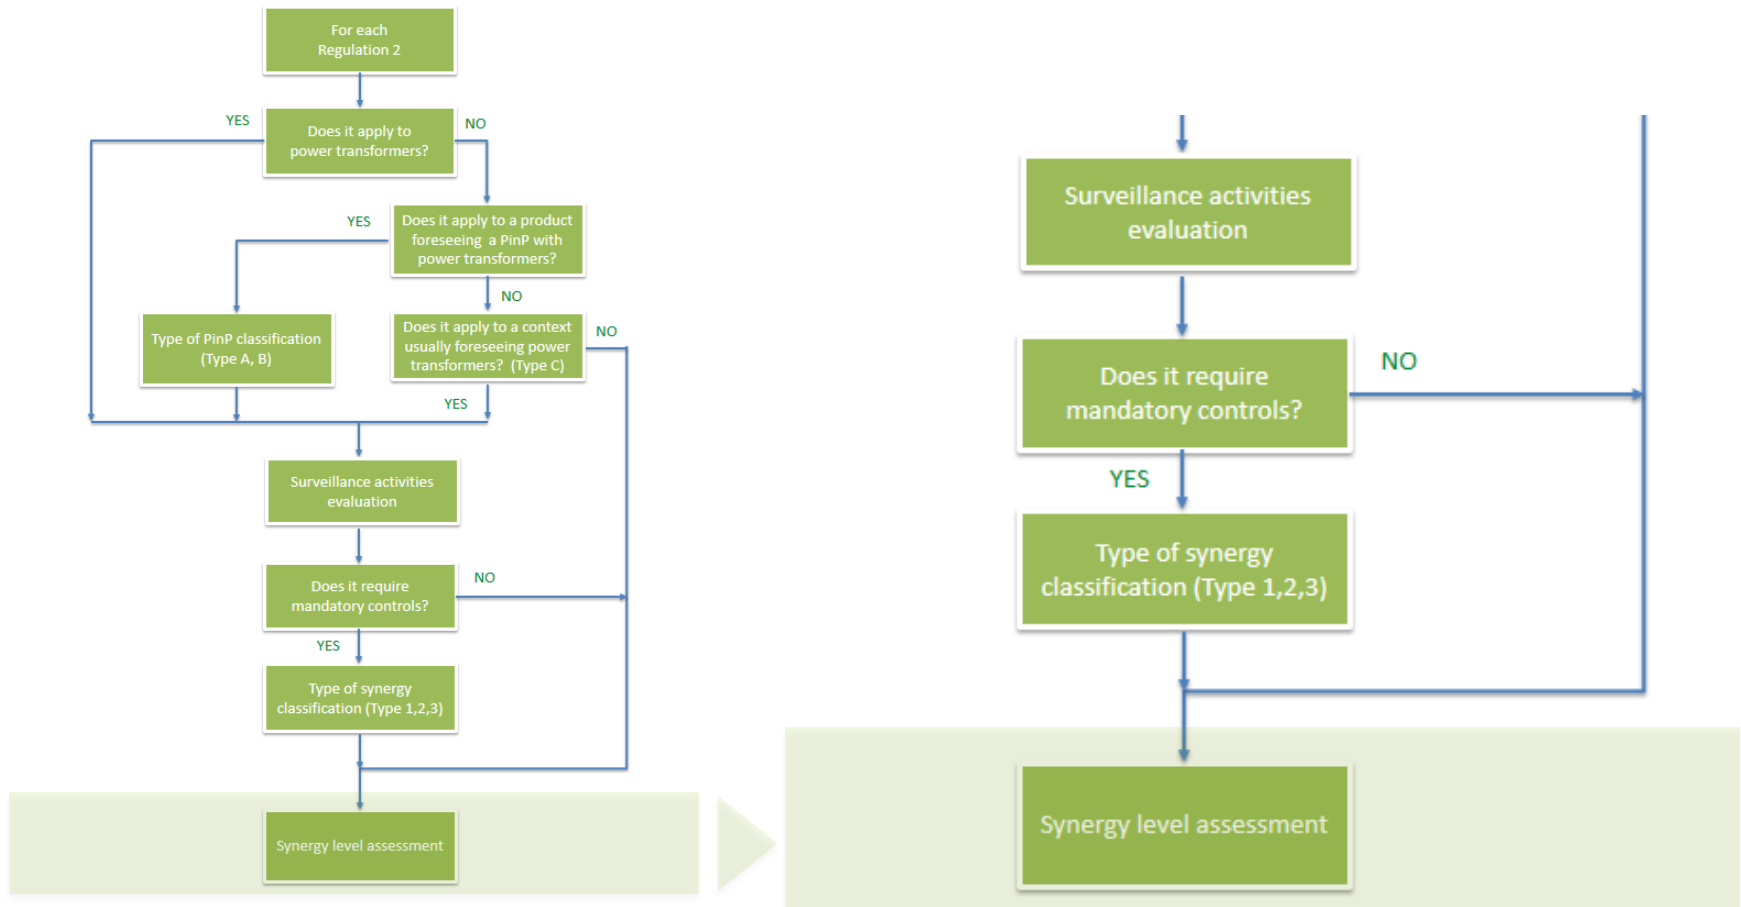 For each
Regulation 2
YES
Does it apply to
power transformers?
NO
YES
Does it apply to a product
foreseeing a PinP with
power transformers?
NO
Type of PinP classification
(Type A, B)
Does it apply to a context
usually foreseeing power
transformers? (Type C)
NO
YES
Surveillance activities
evaluation
Does it require
mandatory controls?
NO
YES
Type of synergy
classification (Type 1,2,3)
Synergy level assessment
Surveillance activities
evaluation
Does it require
mandatory controls?
NO
YES
Type of synergy
classification (Type 1,2,3)
Synergy level assessment